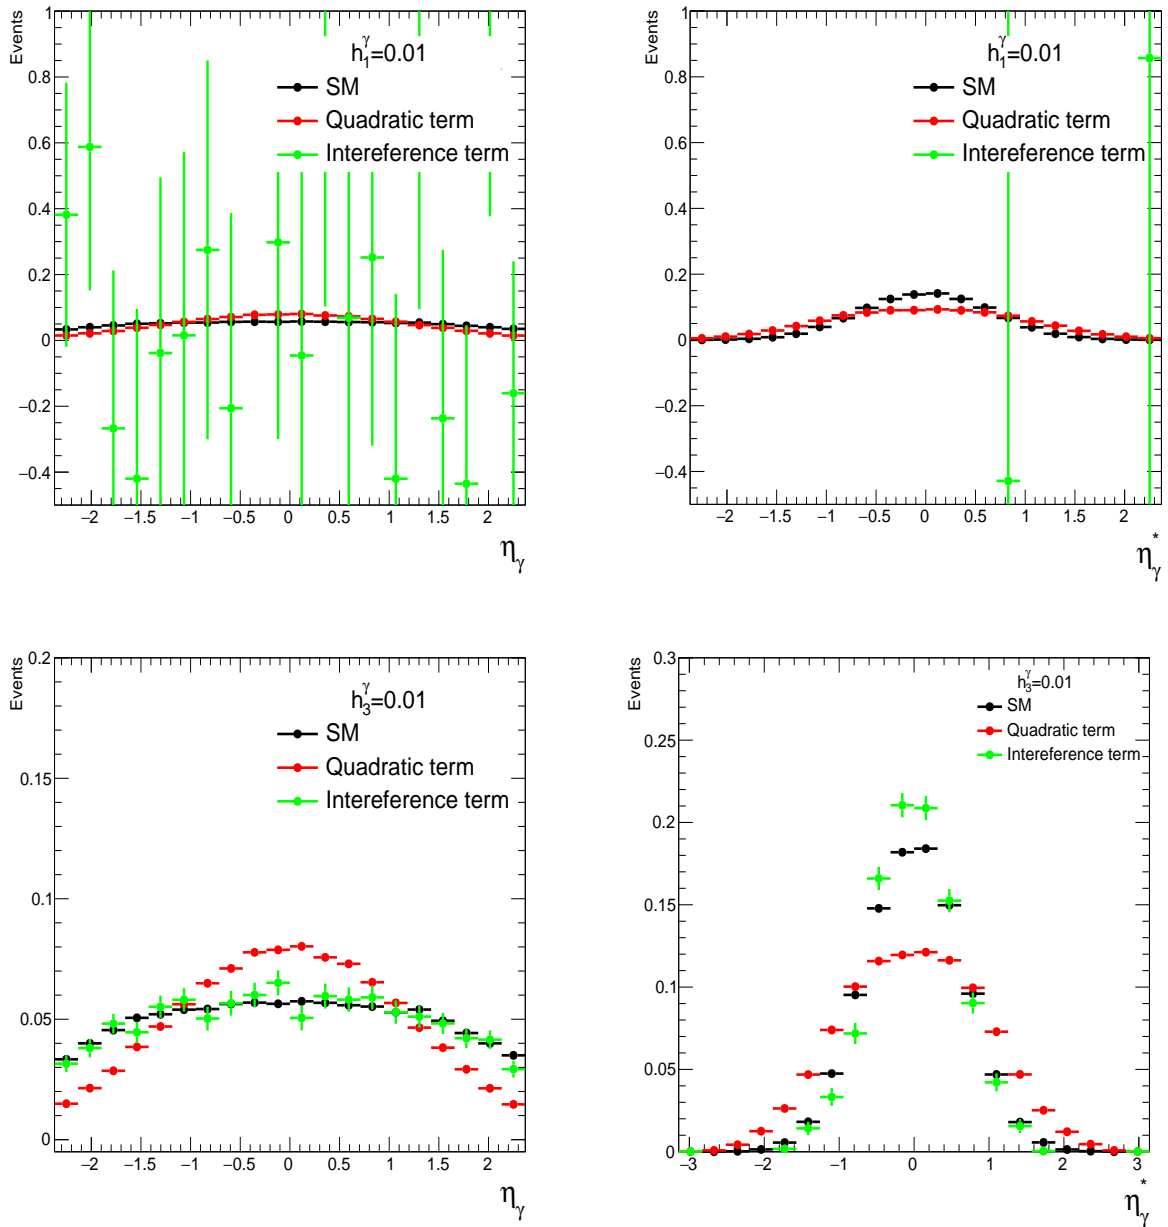 Events
h₁^γ=0.01
SM
Quadratic term
Intereference term
1
0.8
0.6
0.4
0.2
0
−0.2
−0.4
−2 −1.5 −1 −0.5 0 0.5 1 1.5 2
η_γ
Events
h₁^γ=0.01
SM
Quadratic term
Intereference term
1
0.8
0.6
0.4
0.2
0
−0.2
−0.4
−2 −1.5 −1 −0.5 0 0.5 1 1.5 2
η_γ^*
Events
h₃^γ=0.01
SM
Quadratic term
Intereference term
0.2
0.15
0.1
0.05
0
−2 −1.5 −1 −0.5 0 0.5 1 1.5 2
η_γ
Events
h₃^γ=0.01
SM
Quadratic term
Intereference term
0.3
0.25
0.2
0.15
0.1
0.05
0
−3 −2 −1 0 1 2 3
η_γ^*